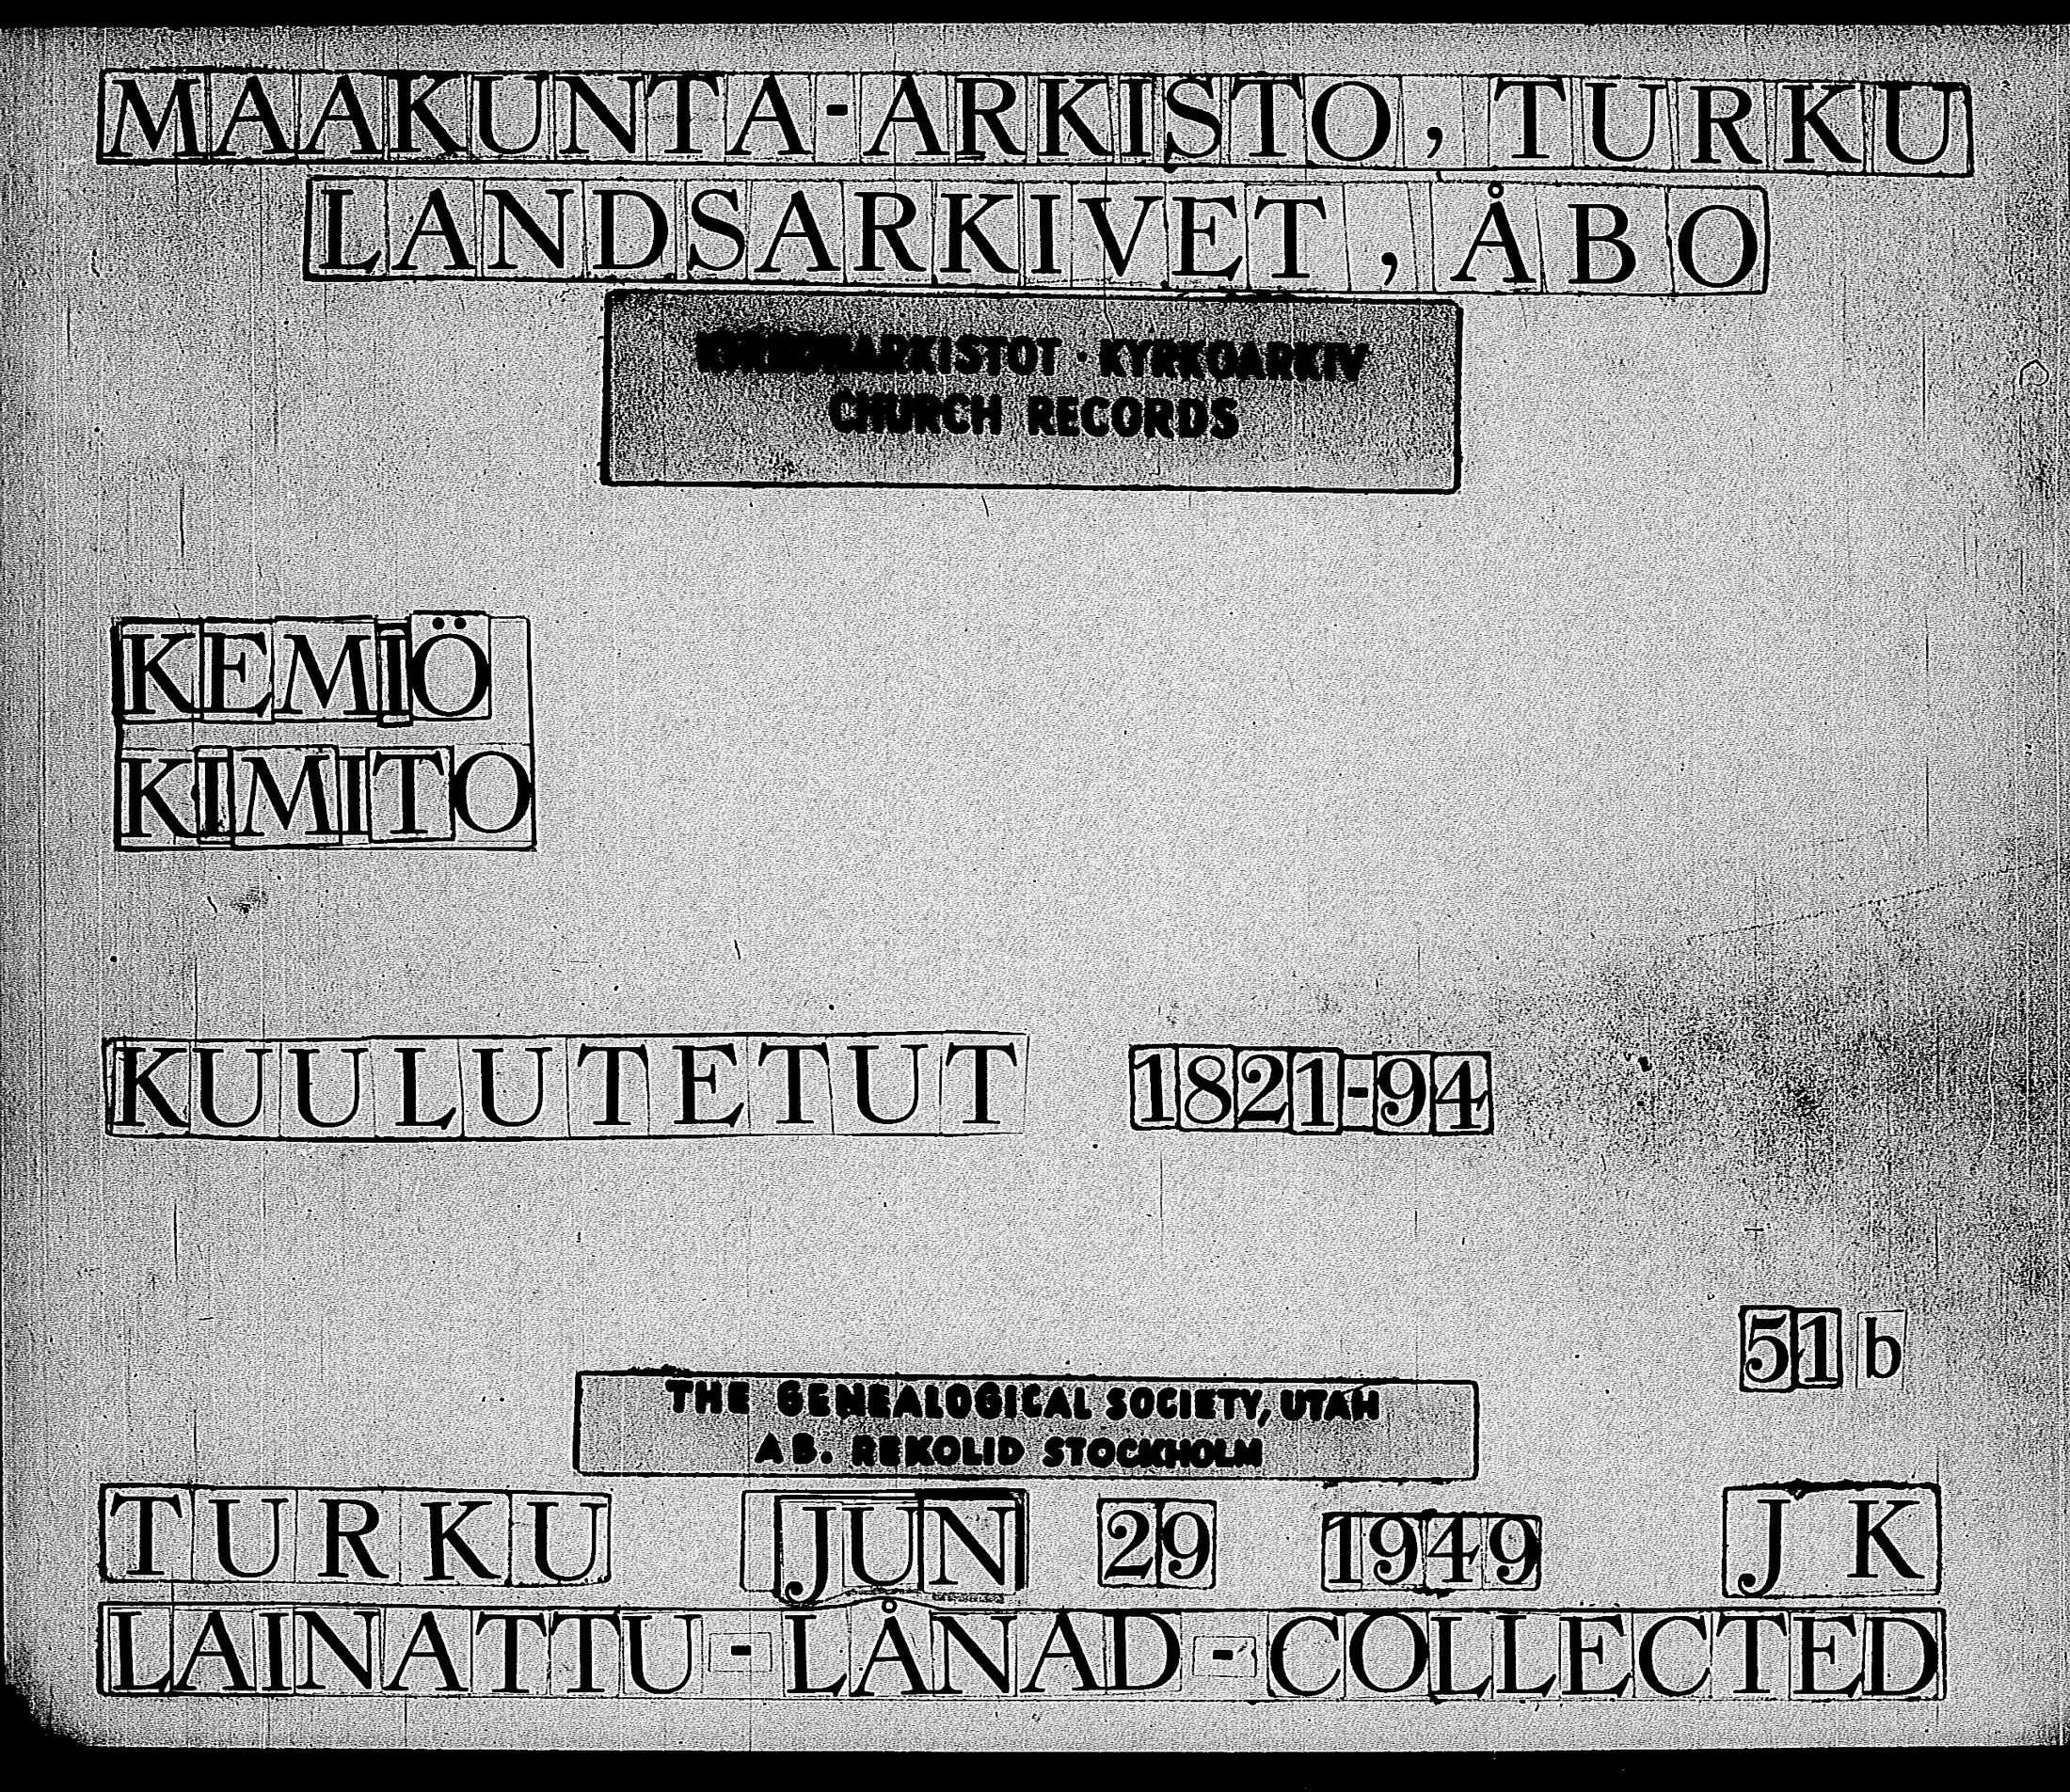 MAAKUNTA-ARKISTO, TURKU
LANDSARKIVET, ÅBO
KIRKONARKISTOT · KYRKOARKIV
CHURCH RECORDS
KEMIÖ
KIMITO
KUULUTETUT 1821-94
51 b
THE GENEALOGICAL SOCIETY, UTAH
AB. REKOLID STOCKHOLM
TURKU JUN 29 1949 J K
LAINATTU - LÅNAD - COLLECTED